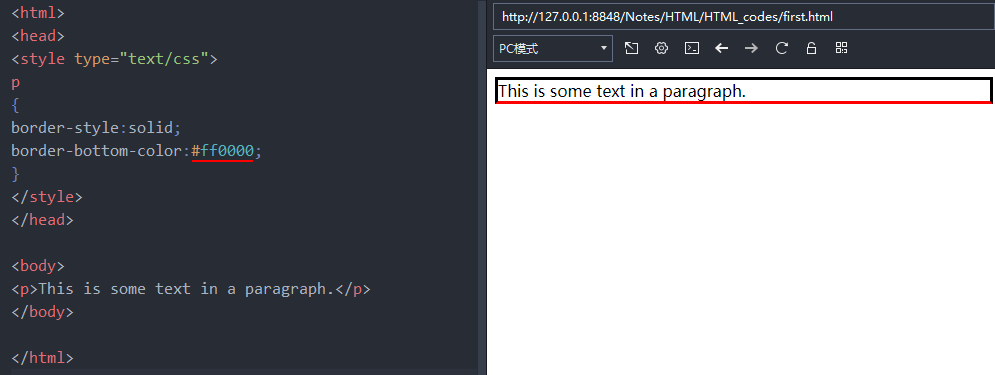 <html>
<head>
<style type="text/css">
p
{
border-style:solid;
border-bottom-color:#ff0000;
}
</style>
</head>
<body>
<p>This is some text in a paragraph.</p>
</body>
</html>
http://127.0.0.1:8848/Notes/HTML/HTML_codes/first.html
PC模式
This is some text in a paragraph.